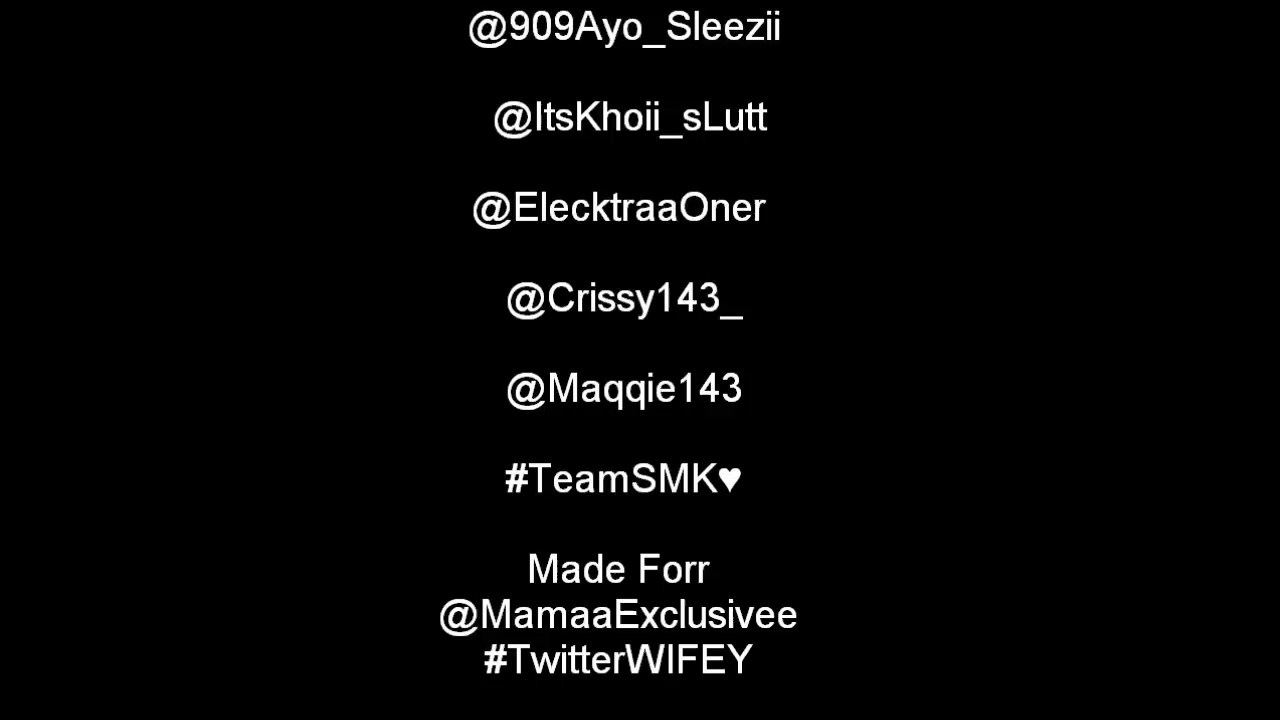 @909Ayo_Sleezii
@ItsKhoii_sLutt
@ElecktraaOner
@Crissy143_
@Maqqie143
#TeamSMK♥
Made Forr
@MamaaExclusivee
#TwitterWIFEY